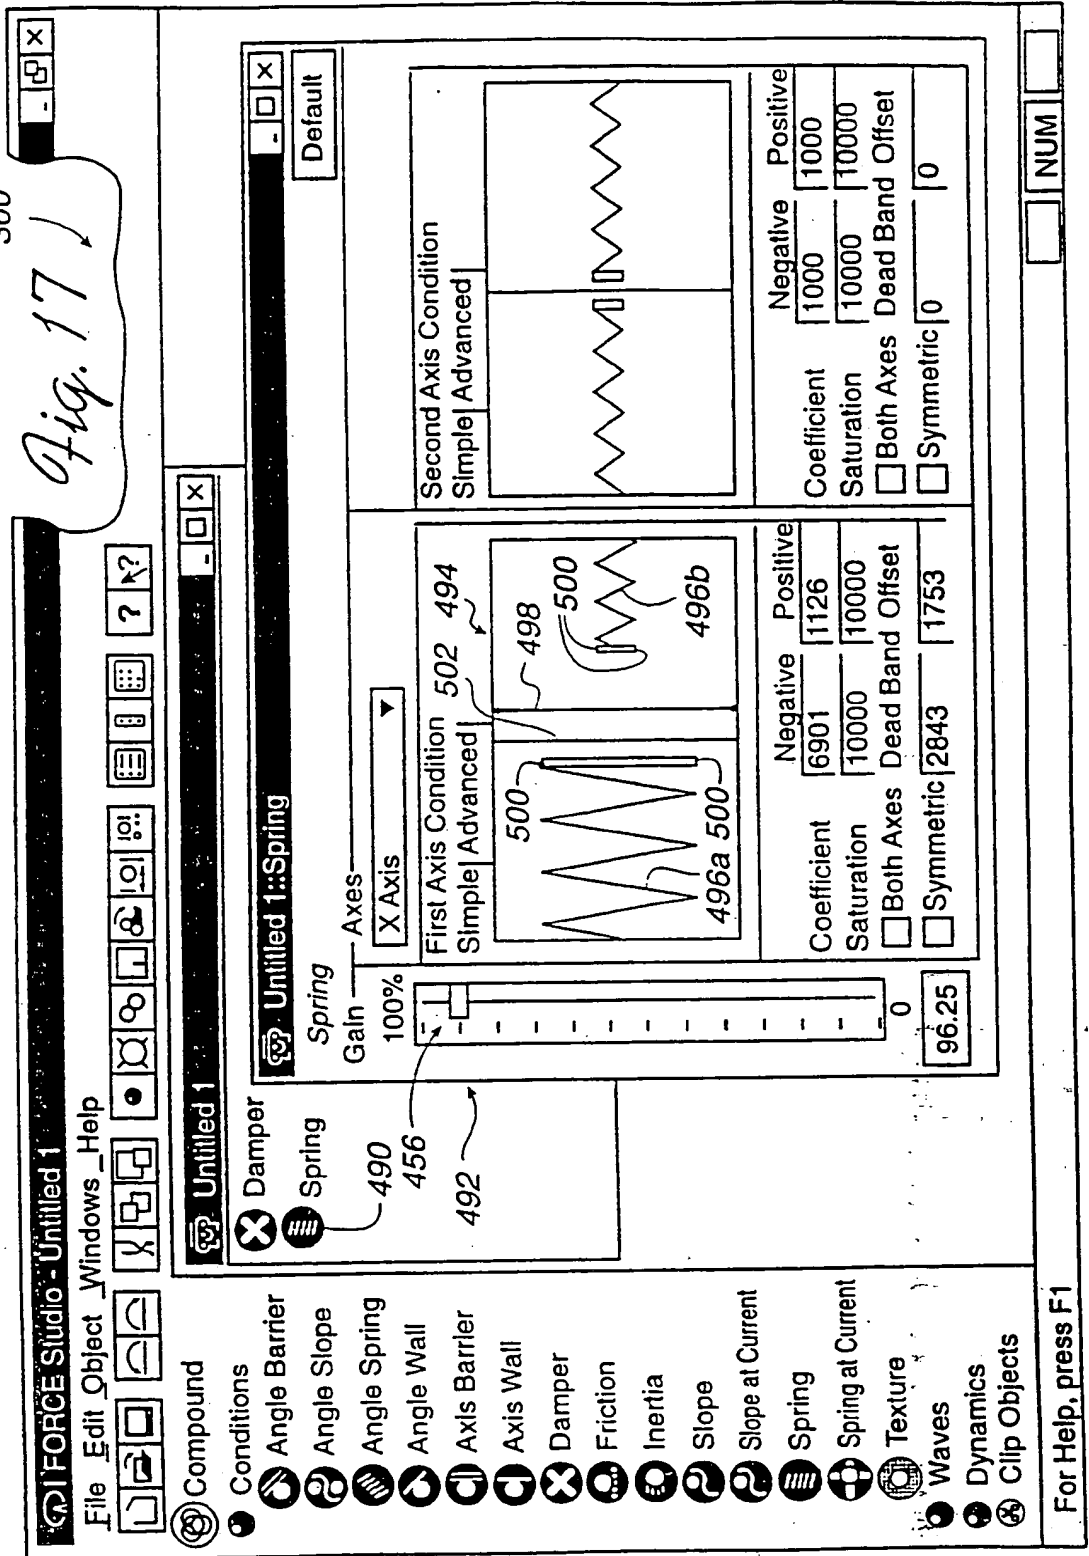 Fig. 17
I FORCE Studio - Untitled 1
File Edit Object Windows Help
Compound
Conditions
Angle Barrier
Angle Slope
Angle Spring
Angle Wall
Axis Barrier
Axis Wall
Damper
Friction
Inertia
Slope
Slope at Current
Spring
Spring at Current
Texture
Waves
Dynamics
Clip Objects
Untitled 1
Damper
Spring
490
456
492
Untitled 1::Spring
Default
Spring
Gain
100%
0
96.25
Axes
X Axis
First Axis Condition
Simple Advanced
502
494
498
500
500
500
496a
496b
Negative Positive
Coefficient 6901 1126
Saturation 10000 10000
Both Axes Dead Band Offset
Symmetric 2843 1753
Second Axis Condition
Simple Advanced
Negative Positive
Coefficient 1000 1000
Saturation 10000 10000
Both Axes Dead Band Offset
Symmetric 0 0
For Help, press F1
NUM